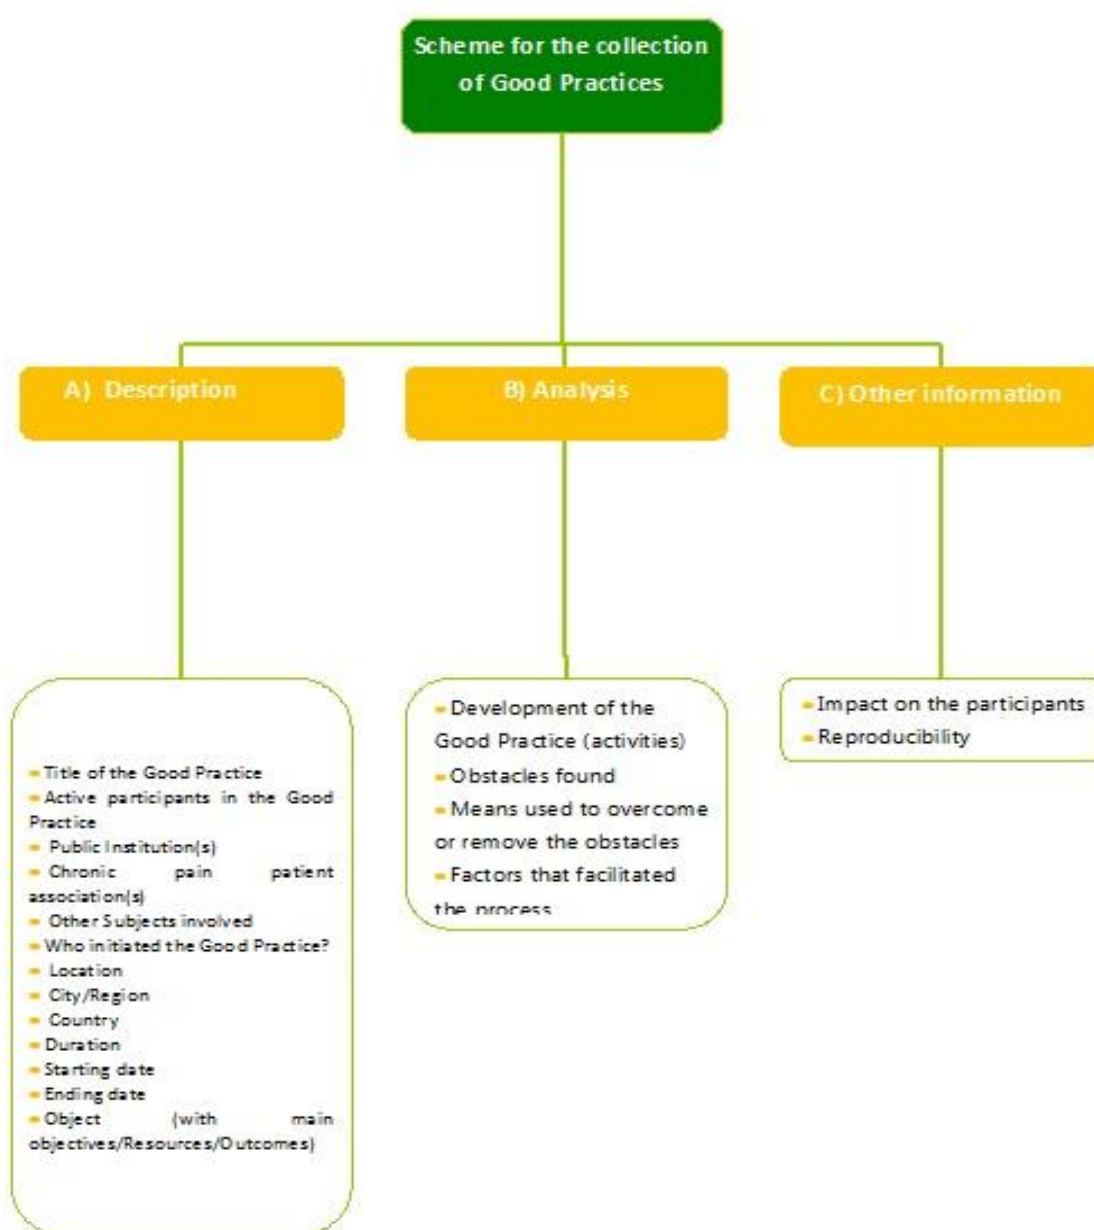 Scheme for the collection
of Good Practices
A) Description
B) Analysis
C) Other information
Title of the Good Practice
Active participants in the Good
Practice
Public Institution(s)
Chronic pain patient
association(s)
Other Subjects involved
Who initiated the Good Practice?
Location
City/Region
Country
Duration
Starting date
Ending date
Object (with main
objectives/Resources/Outcomes)
Development of the
Good Practice (activities)
Obstacles found
Means used to overcome
or remove the obstacles
Factors that facilitated
the process
Impact on the participants
Reproducibility